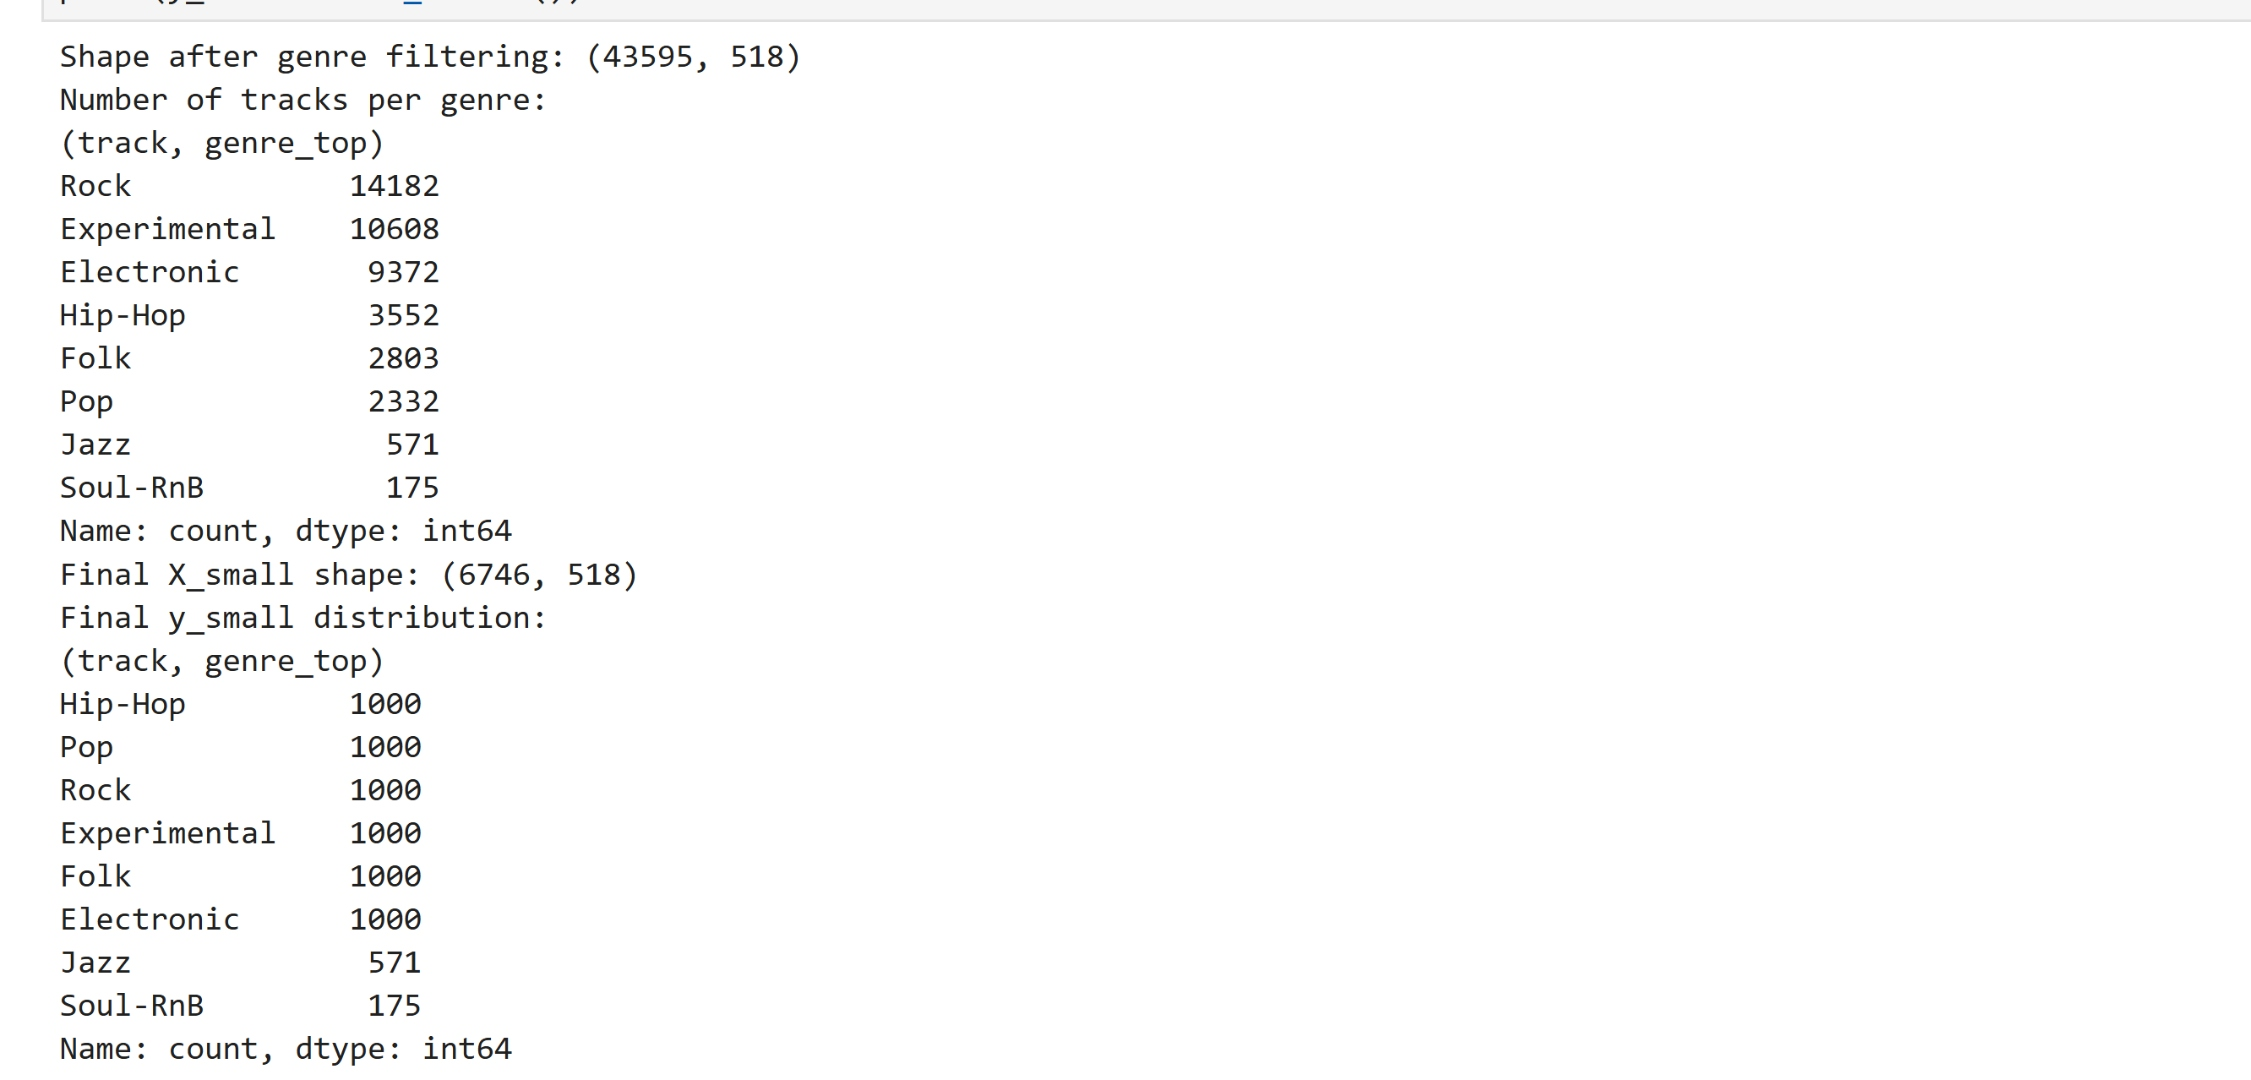 Shape after genre filtering: (43595, 518)
Number of tracks per genre:
(track, genre_top)
Rock            14182
Experimental    10608
Electronic       9372
Hip-Hop          3552
Folk             2803
Pop              2332
Jazz              571
Soul-RnB          175
Name: count, dtype: int64
Final X_small shape: (6746, 518)
Final y_small distribution:
(track, genre_top)
Hip-Hop         1000
Pop             1000
Rock            1000
Experimental    1000
Folk            1000
Electronic      1000
Jazz             571
Soul-RnB         175
Name: count, dtype: int64